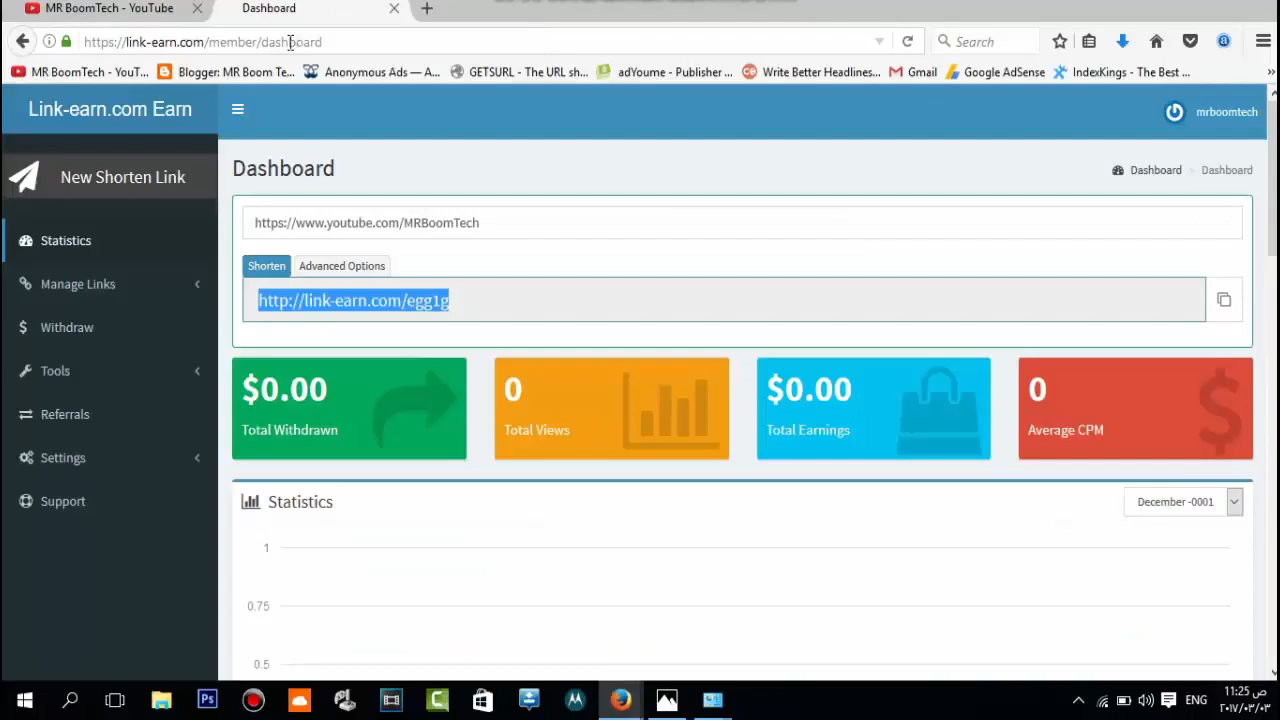 MR BoomTech - YouTube
Dashboard
https://link-earn.com/member/dashboard
Search
MR BoomTech - YouT...
Blogger: MR Boom Te...
Anonymous Ads — A...
GETSURL - The URL sh...
adYoume - Publisher ...
Write Better Headlines...
Gmail
Google AdSense
IndexKings - The Best ...
Link-earn.com Earn
mrboomtech
New Shorten Link
Dashboard
Dashboard
Dashboard
https://www.youtube.com/MRBoomTech
Statistics
Shorten
Advanced Options
Manage Links
http://link-earn.com/egg1g
Withdraw
Tools
$0.00
Total Withdrawn
0
Total Views
$0.00
Total Earnings
0
Average CPM
Referrals
Settings
Support
Statistics
December -0001
1
0.75
0.5
ENG
11:25 ص
٢٠١٧/٠٣/٠٣